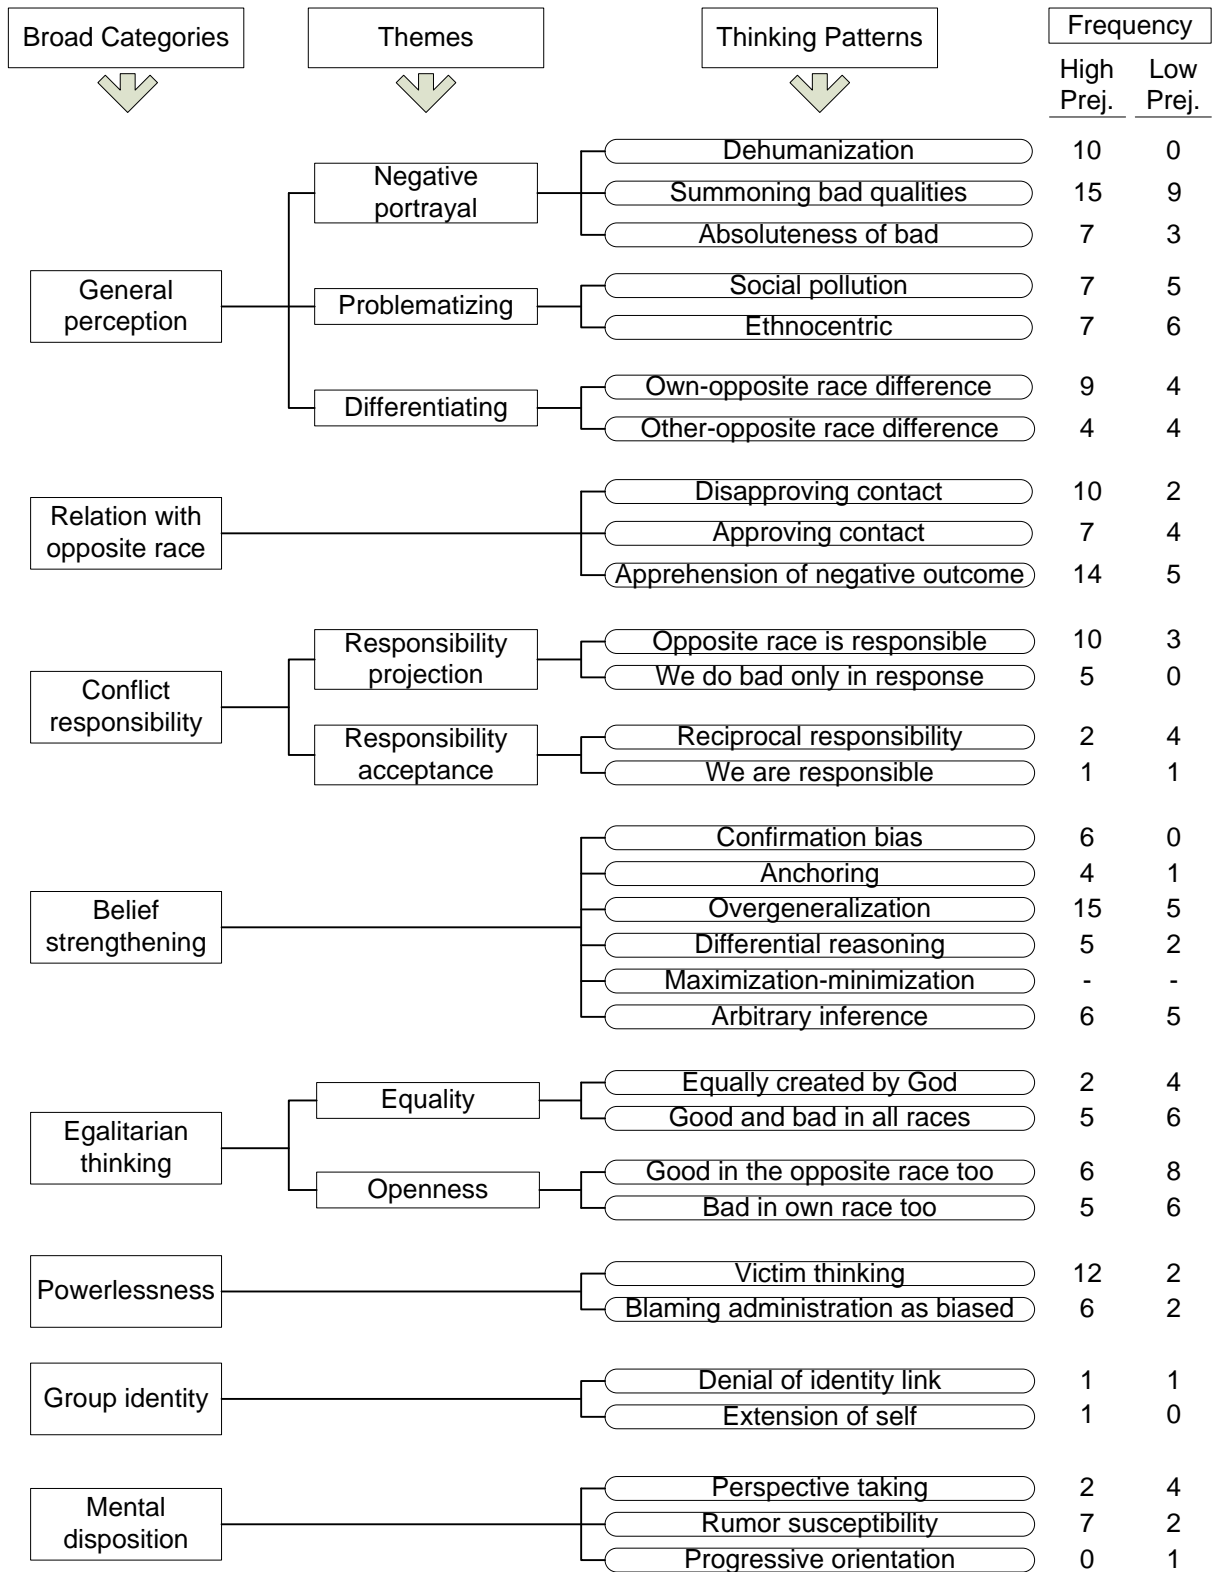 Broad Categories
Themes
Thinking Patterns
Frequency
High
Prej.
Low
Prej.
General
perception
Negative
portrayal
Dehumanization 10 0
Summoning bad qualities 15 9
Absoluteness of bad 7 3
Problematizing
Social pollution 7 5
Ethnocentric 7 6
Differentiating
Own-opposite race difference 9 4
Other-opposite race difference 4 4
Relation with
opposite race
Disapproving contact 10 2
Approving contact 7 4
Apprehension of negative outcome 14 5
Conflict
responsibility
Responsibility
projection
Opposite race is responsible 10 3
We do bad only in response 5 0
Responsibility
acceptance
Reciprocal responsibility 2 4
We are responsible 1 1
Belief
strengthening
Confirmation bias 6 0
Anchoring 4 1
Overgeneralization 15 5
Differential reasoning 5 2
Maximization-minimization - -
Arbitrary inference 6 5
Egalitarian
thinking
Equality
Equally created by God 2 4
Good and bad in all races 5 6
Openness
Good in the opposite race too 6 8
Bad in own race too 5 6
Powerlessness
Victim thinking 12 2
Blaming administration as biased 6 2
Group identity
Denial of identity link 1 1
Extension of self 1 0
Mental
disposition
Perspective taking 2 4
Rumor susceptibility 7 2
Progressive orientation 0 1